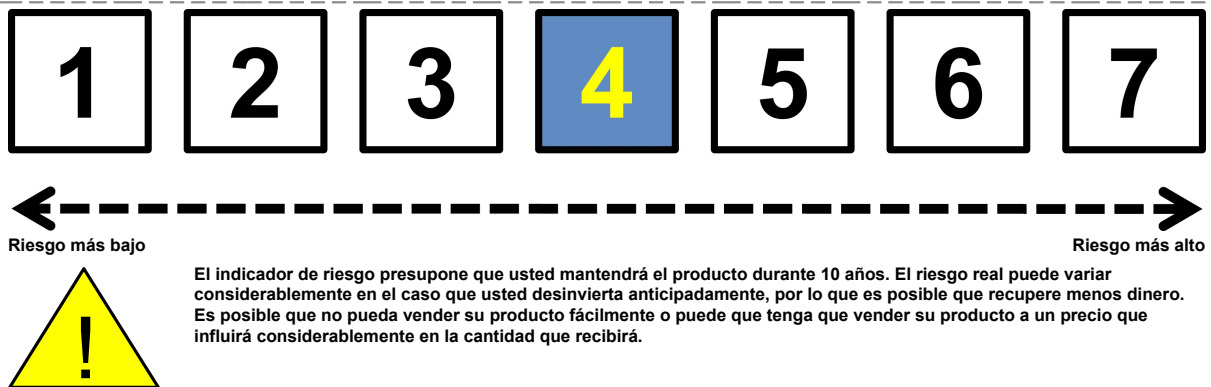 1 2 3 4 5 6 7
Riesgo más bajo Riesgo más alto
El indicador de riesgo presupone que usted mantendrá el producto durante 10 años. El riesgo real puede variar
considerablemente en el caso que usted desinvierta anticipadamente, por lo que es posible que recupere menos dinero.
Es posible que no pueda vender su producto fácilmente o puede que tenga que vender su producto a un precio que
influirá considerablemente en la cantidad que recibirá.
!